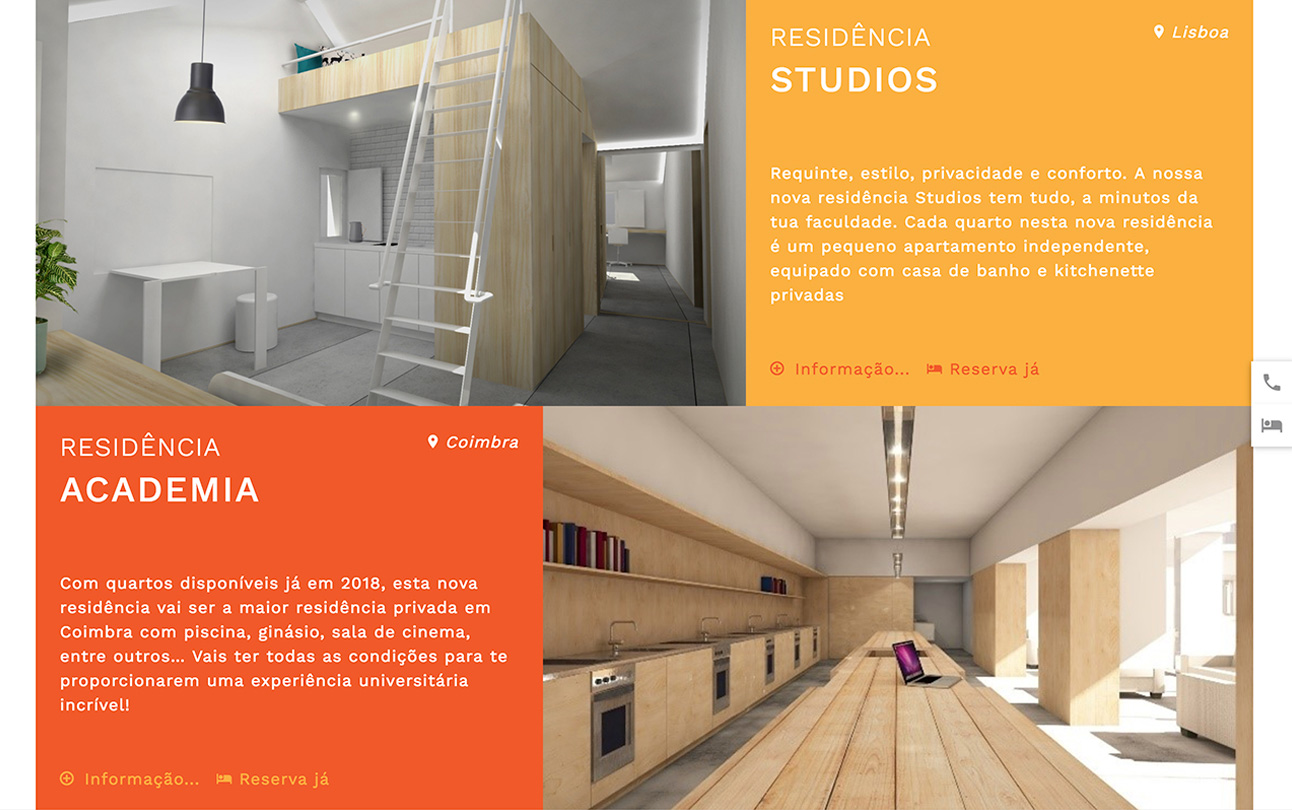 RESIDÊNCIA
Lisboa
STUDIOS
Requinte, estilo, privacidade e conforto. A nossa
nova residência Studios tem tudo, a minutos da
tua faculdade. Cada quarto nesta nova residência
é um pequeno apartamento independente,
equipado com casa de banho e kitchenette
privadas
Informação... Reserva já
RESIDÊNCIA
Coimbra
ACADEMIA
Com quartos disponíveis já em 2018, esta nova
residência vai ser a maior residência privada em
Coimbra com piscina, ginásio, sala de cinema,
entre outros... Vais ter todas as condições para te
proporcionarem uma experiência universitária
incrível!
Informação... Reserva já